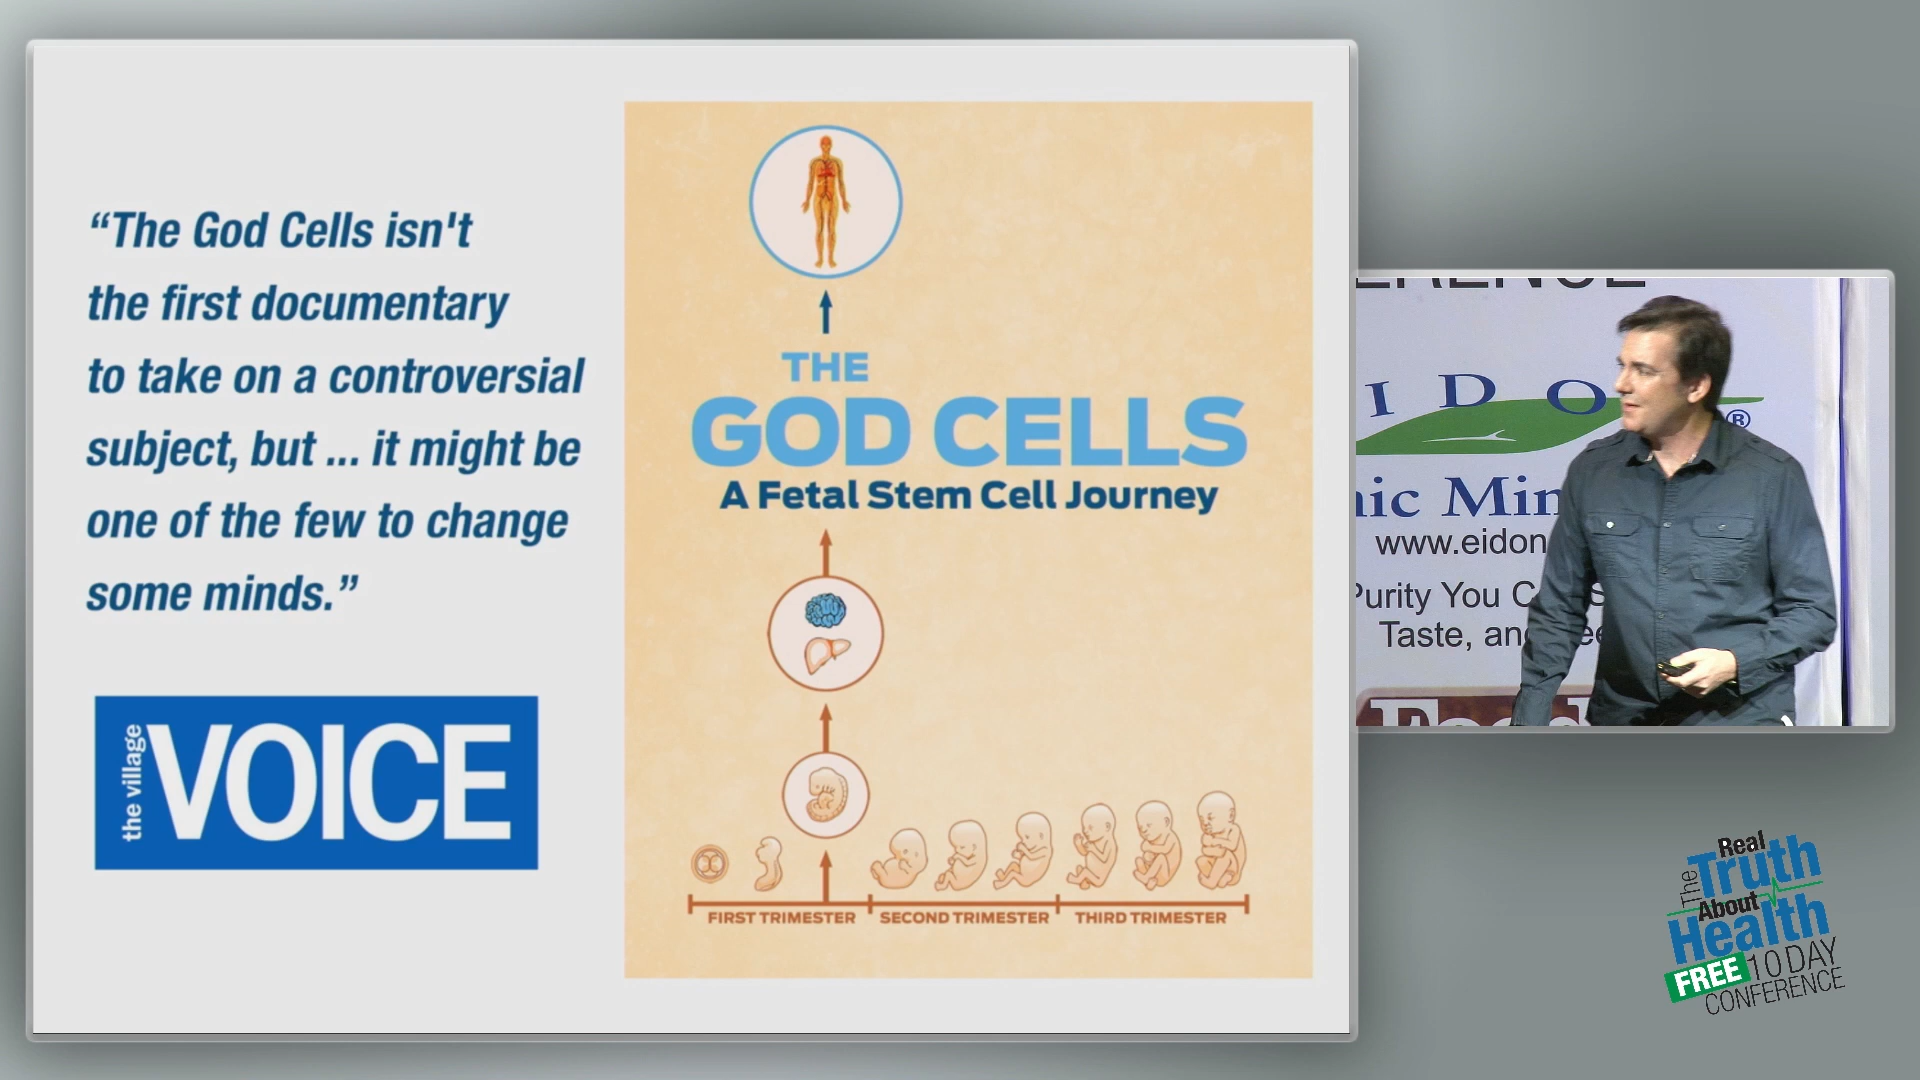 “The God Cells isn't
the first documentary
to take on a controversial
subject, but ... it might be
one of the few to change
some minds.”
the village
VOICE
THE
GOD CELLS
A Fetal Stem Cell Journey
FIRST TRIMESTER
SECOND TRIMESTER
THIRD TRIMESTER
IDO
®
Min
www.eidon
Purity You
Taste, an
The Real
Truth
About
Health
FREE 10 DAY
CONFERENCE